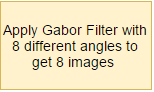 Apply Gabor Filter with
8 different angles to
get 8 images